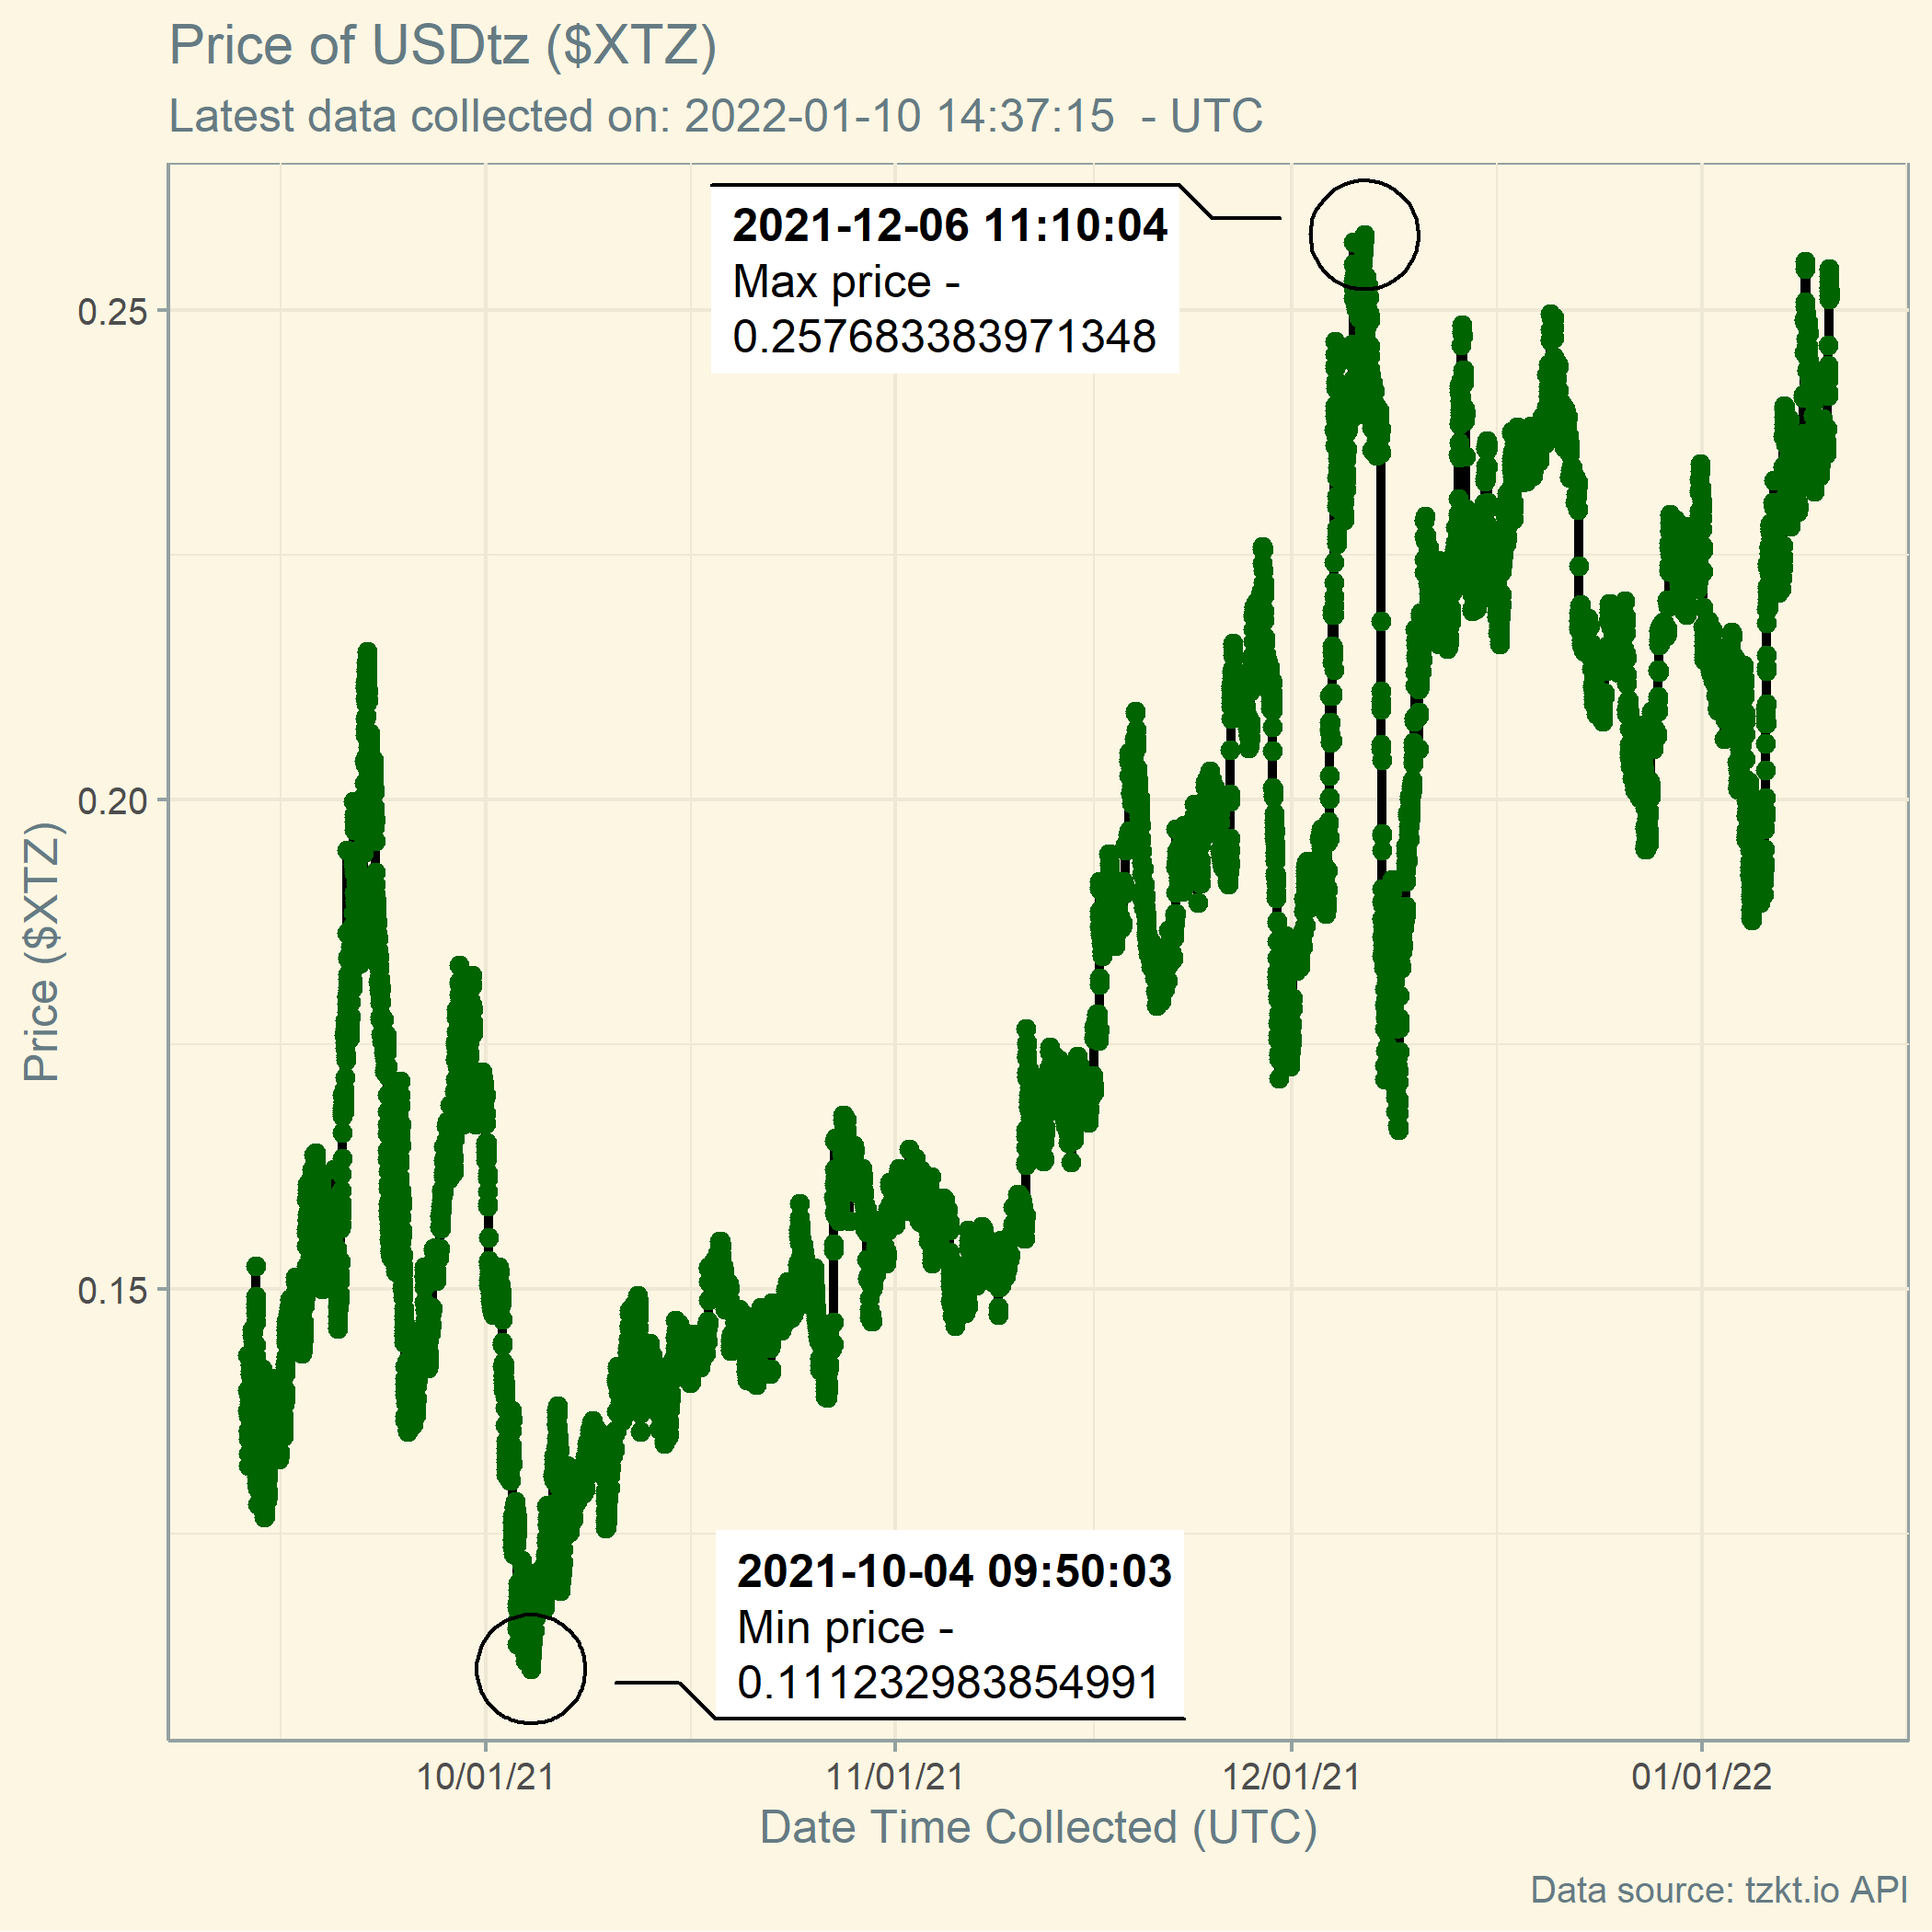 Price of USDtz ($XTZ)
Latest data collected on: 2022-01-10 14:37:15  - UTC
2021-12-06 11:10:04
Max price -
0.257683383971348
0.25
0.20
0.15
Price ($XTZ)
2021-10-04 09:50:03
Min price -
0.111232983854991
10/01/21
11/01/21
12/01/21
01/01/22
Date Time Collected (UTC)
Data source: tzkt.io API